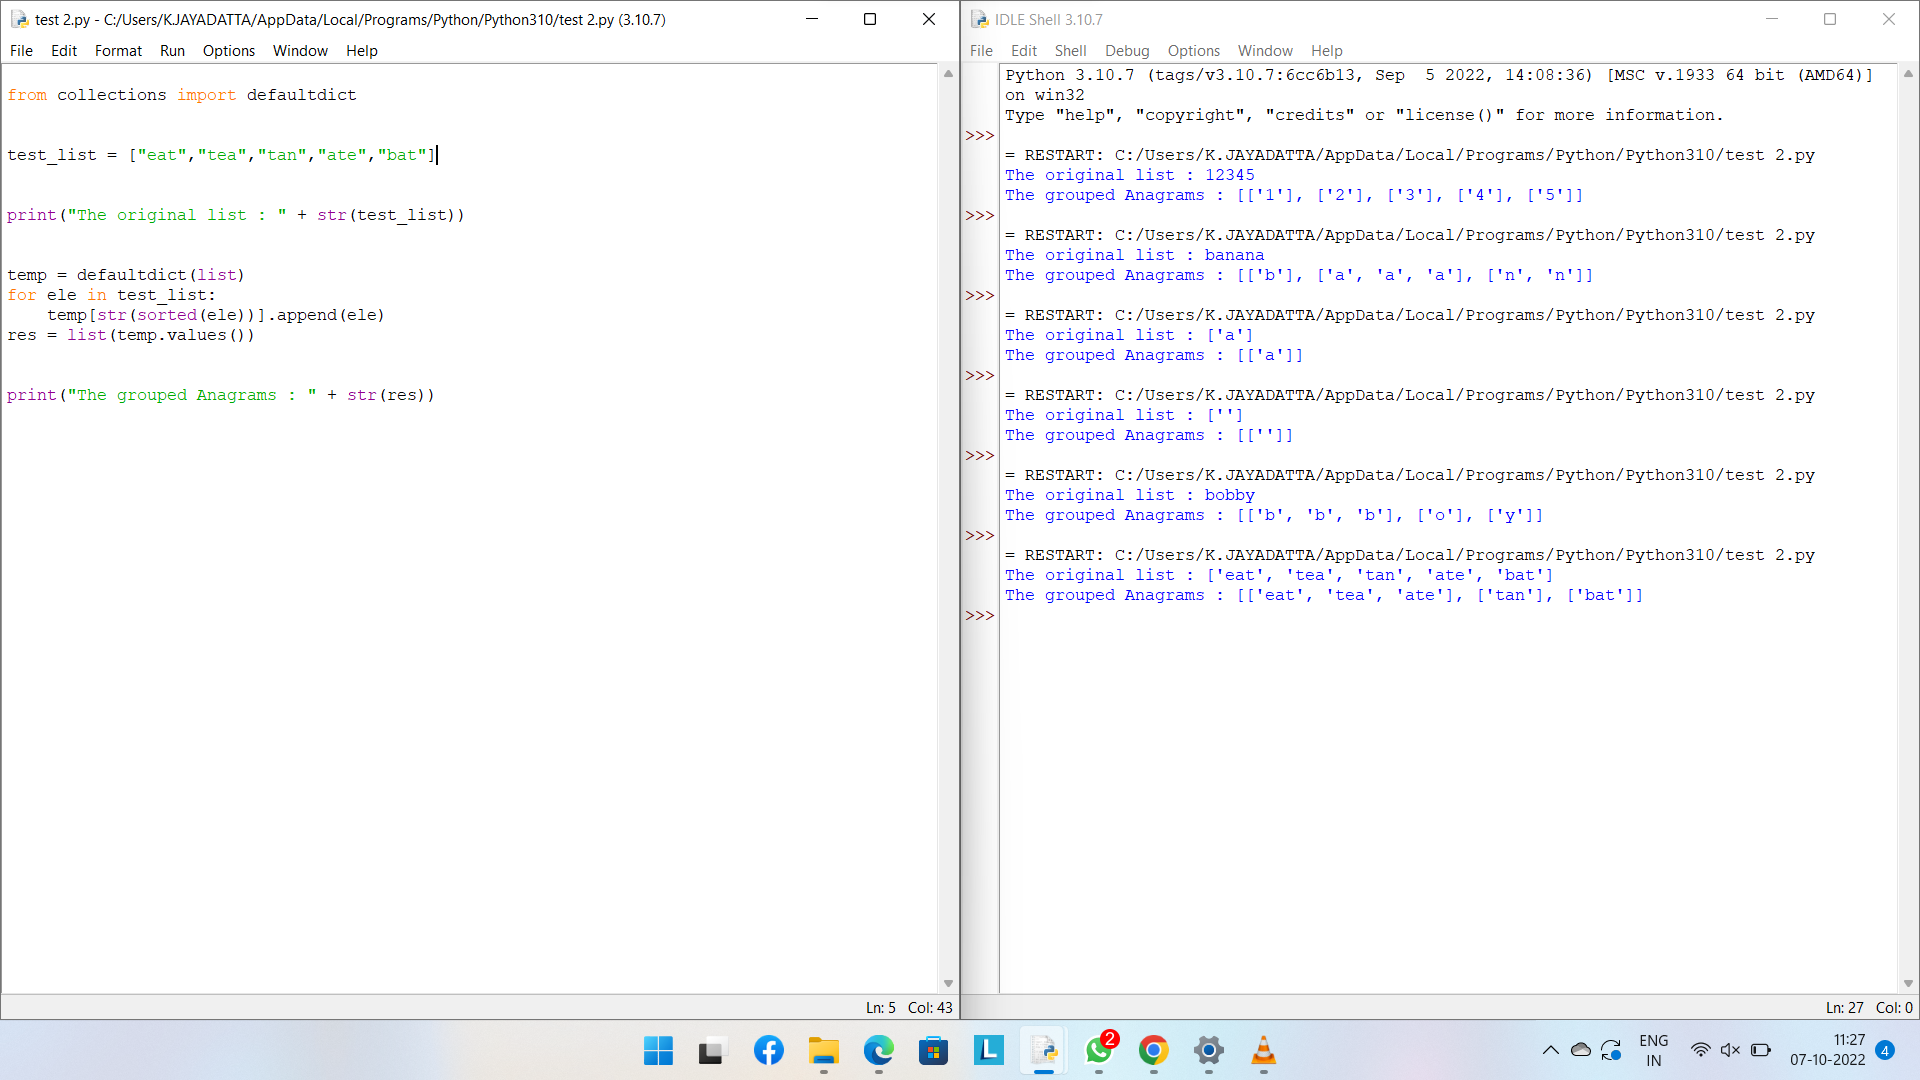 test 2.py - C:/Users/K.JAYADATTA/AppData/Local/Programs/Python/Python310/test 2.py (3.10.7)
File Edit Format Run Options Window Help
from collections import defaultdict
test_list = ["eat","tea","tan","ate","bat"]
print("The original list : " + str(test_list))
temp = defaultdict(list)
for ele in test_list:
    temp[str(sorted(ele))].append(ele)
res = list(temp.values())
print("The grouped Anagrams : " + str(res))
Ln: 5 Col: 43
IDLE Shell 3.10.7
File Edit Shell Debug Options Window Help
Python 3.10.7 (tags/v3.10.7:6cc6b13, Sep  5 2022, 14:08:36) [MSC v.1933 64 bit (AMD64)]
on win32
Type "help", "copyright", "credits" or "license()" for more information.
>>>
= RESTART: C:/Users/K.JAYADATTA/AppData/Local/Programs/Python/Python310/test 2.py
The original list : 12345
The grouped Anagrams : [['1'], ['2'], ['3'], ['4'], ['5']]
>>>
= RESTART: C:/Users/K.JAYADATTA/AppData/Local/Programs/Python/Python310/test 2.py
The original list : banana
The grouped Anagrams : [['b'], ['a', 'a', 'a'], ['n', 'n']]
>>>
= RESTART: C:/Users/K.JAYADATTA/AppData/Local/Programs/Python/Python310/test 2.py
The original list : ['a']
The grouped Anagrams : [['a']]
>>>
= RESTART: C:/Users/K.JAYADATTA/AppData/Local/Programs/Python/Python310/test 2.py
The original list : ['']
The grouped Anagrams : [['']]
>>>
= RESTART: C:/Users/K.JAYADATTA/AppData/Local/Programs/Python/Python310/test 2.py
The original list : bobby
The grouped Anagrams : [['b', 'b', 'b'], ['o'], ['y']]
>>>
= RESTART: C:/Users/K.JAYADATTA/AppData/Local/Programs/Python/Python310/test 2.py
The original list : ['eat', 'tea', 'tan', 'ate', 'bat']
The grouped Anagrams : [['eat', 'tea', 'ate'], ['tan'], ['bat']]
>>>
Ln: 27 Col: 0
L
2
ENG
IN
11:27
07-10-2022
4